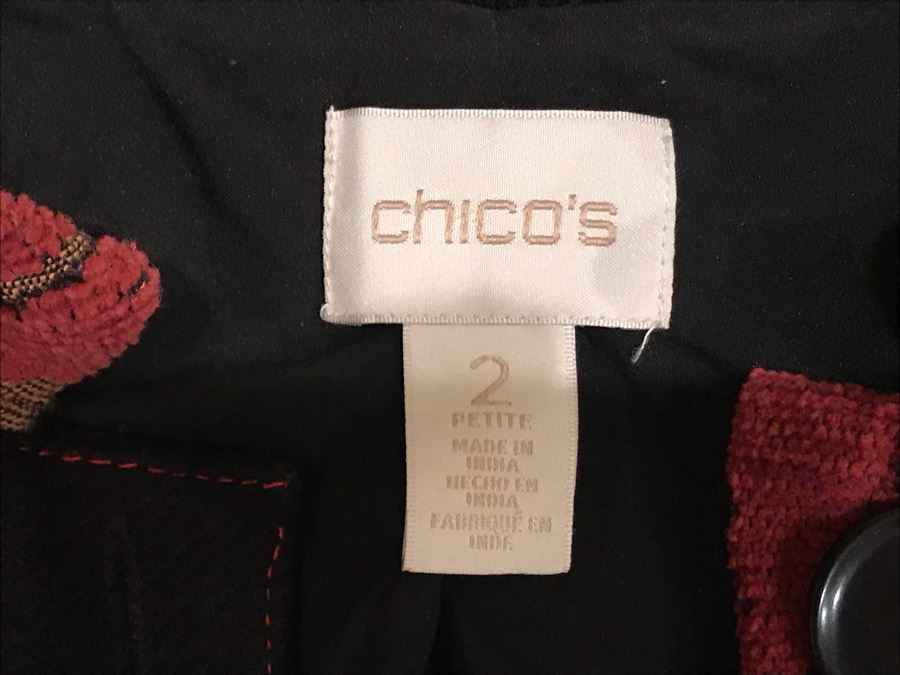 chico's
2
PETITE
MADE IN
INDIA
HECHO EN
INDIA
FABRIQUÉ EN
INDE